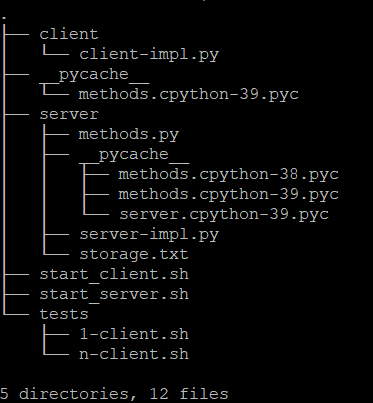 .
├── client
│   └── client-impl.py
├── __pycache__
│   └── methods.cpython-39.pyc
├── server
│   ├── methods.py
│   ├── __pycache__
│   │   ├── methods.cpython-38.pyc
│   │   ├── methods.cpython-39.pyc
│   │   └── server.cpython-39.pyc
│   ├── server-impl.py
│   └── storage.txt
├── start_client.sh
├── start_server.sh
└── tests
    ├── 1-client.sh
    └── n-client.sh

5 directories, 12 files